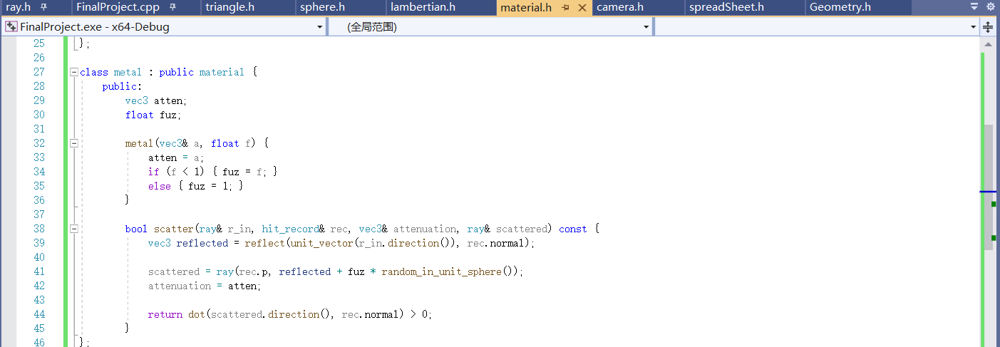 ray.h FinalProject.cpp triangle.h sphere.h lambertian.h material.h camera.h spreadSheet.h Geometry.h
FinalProject.exe - x64-Debug (全局范围)
25 };
26
27 class metal : public material {
28 public:
29 vec3 atten;
30 float fuz;
31
32 metal(vec3& a, float f) {
33 atten = a;
34 if (f < 1) { fuz = f; }
35 else { fuz = 1; }
36 }
37
38 bool scatter(ray& r_in, hit_record& rec, vec3& attenuation, ray& scattered) const {
39 vec3 reflected = reflect(unit_vector(r_in.direction()), rec.normal);
40
41 scattered = ray(rec.p, reflected + fuz * random_in_unit_sphere());
42 attenuation = atten;
43
44 return dot(scattered.direction(), rec.normal) > 0;
45 }
46 };